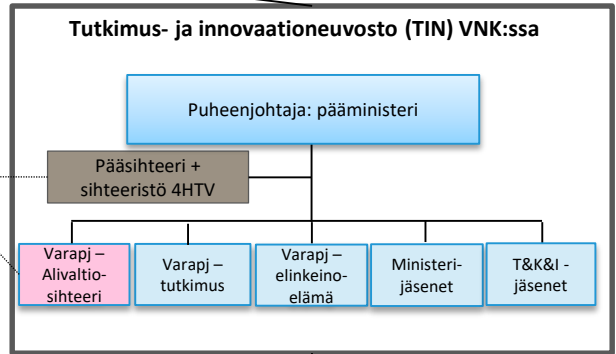 Tutkimus- ja innovaationeuvosto (TIN) VNK:ssa
Puheenjohtaja: pääministeri
Pääsihteeri +
sihteeristö 4HTV
Varapj –
Alivaltio-
sihteeri
Varapj –
tutkimus
Varapj –
elinkeino-
elämä
Ministeri-
jäsenet
T&K&I -
jäsenet